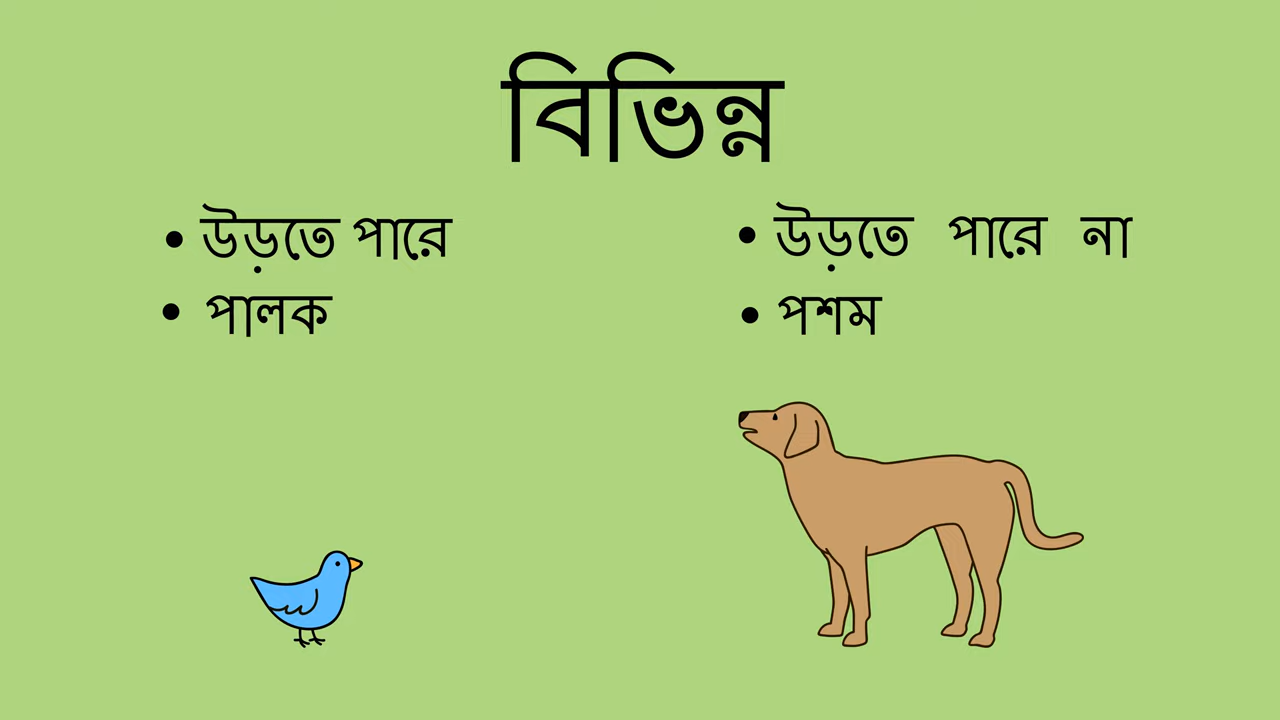 বিভিন্ন
• উড়তে পারে
• পালক
• উড়তে পারে না
• পশম